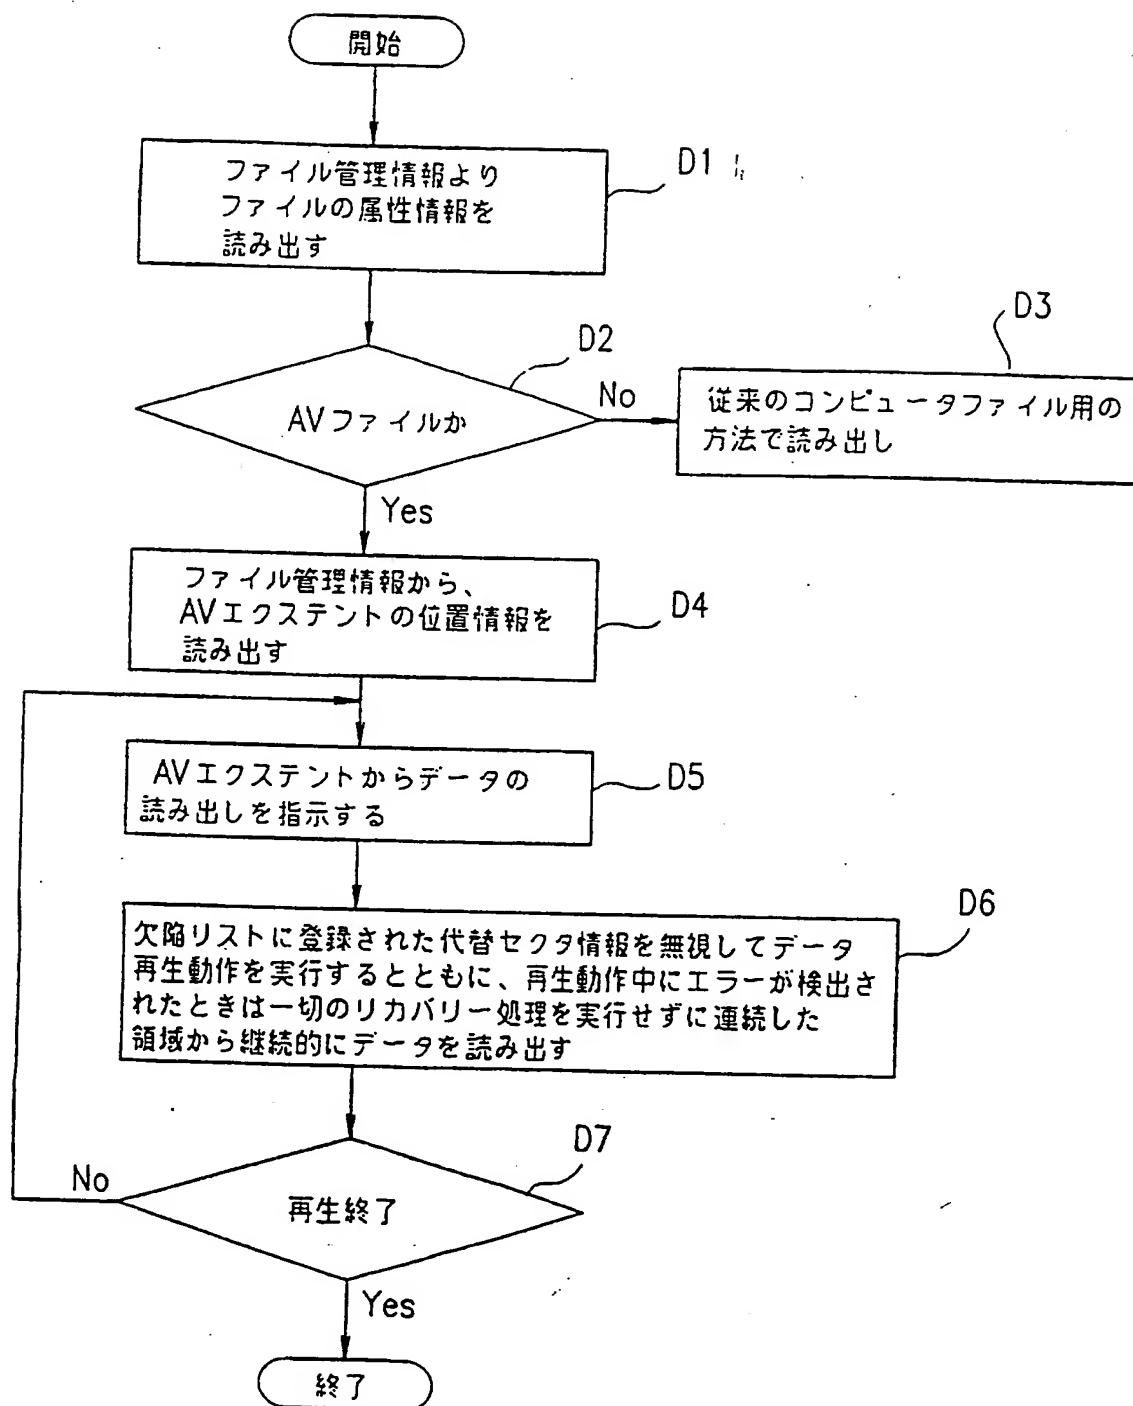 開始
ファイル管理情報より
ファイルの属性情報を
読み出す
D1
AVファイルか
D2
No
従来のコンピュータファイル用の
方法で読み出し
D3
Yes
ファイル管理情報から、
AVエクステントの位置情報を
読み出す
D4
AVエクステントからデータの
読み出しを指示する
D5
欠陥リストに登録された代替セクタ情報を無視してデータ
再生動作を実行するとともに、再生動作中にエラーが検出さ
れたときは一切のリカバリー処理を実行せずに連続した
領域から継続的にデータを読み出す
D6
再生終了
D7
No
Yes
終了